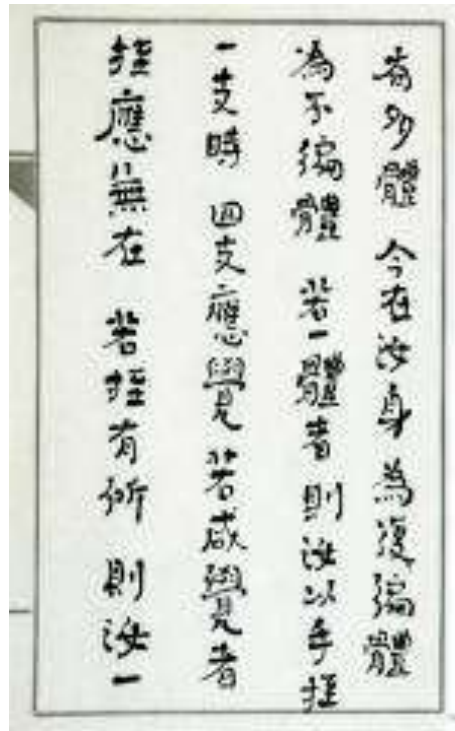 有多體 今在汝身為復徧體
為不徧體 若一體者則汝以手挃
一支時 四支應覺若咸覺者
挃應無在 若挃有所 則汝一